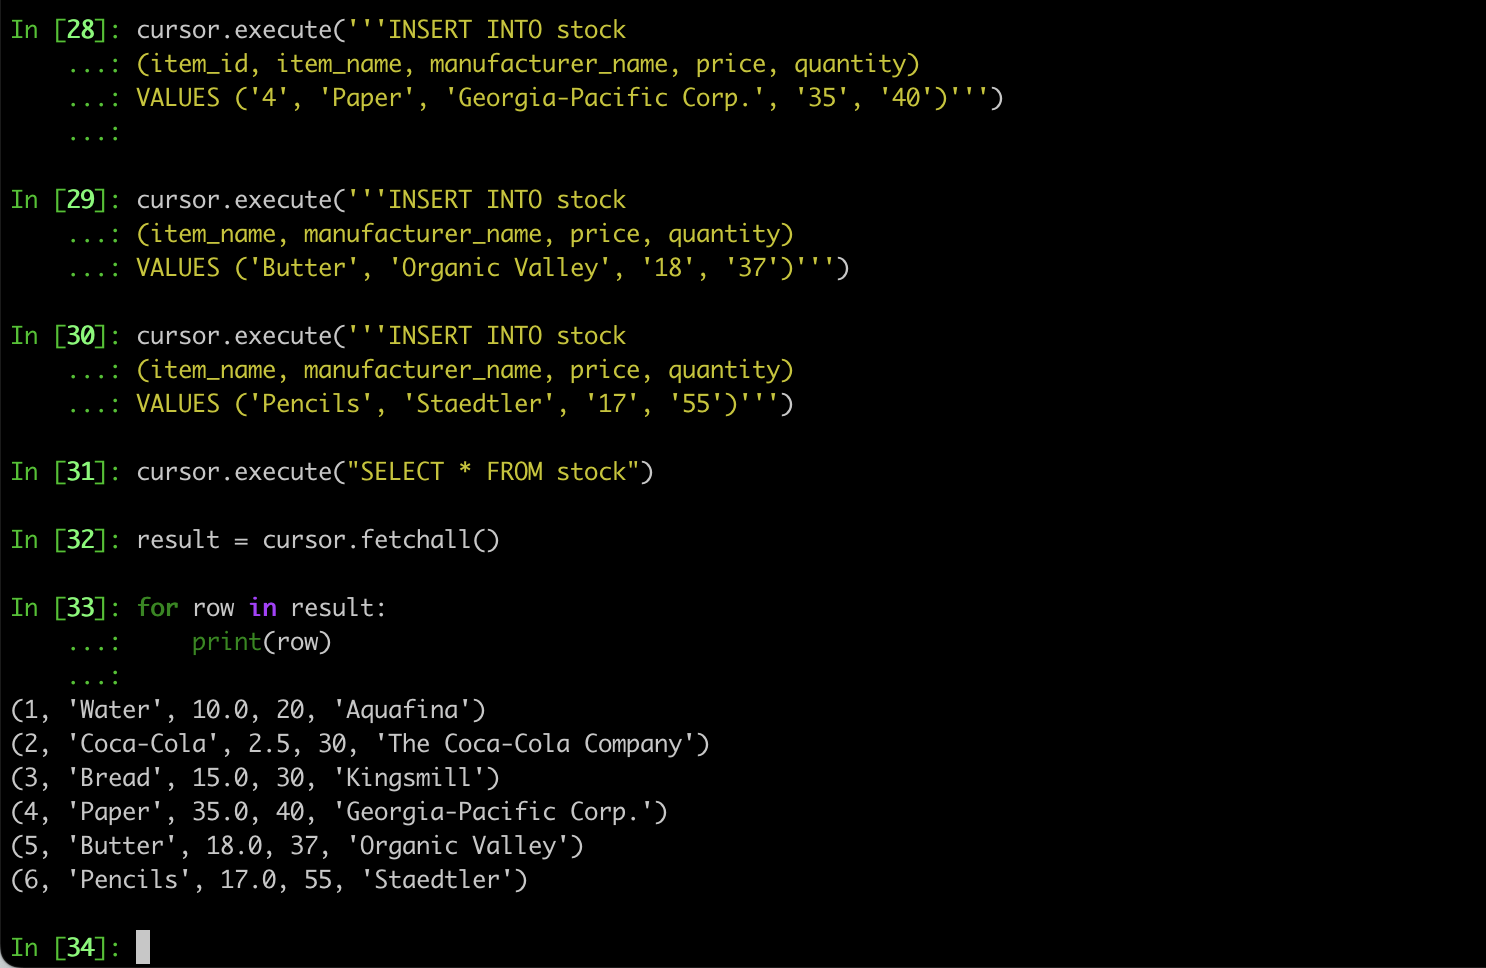 In [28]: cursor.execute('''INSERT INTO stock
    ...: (item_id, item_name, manufacturer_name, price, quantity)
    ...: VALUES ('4', 'Paper', 'Georgia-Pacific Corp.', '35', '40')''')
    ...:

In [29]: cursor.execute('''INSERT INTO stock
    ...: (item_name, manufacturer_name, price, quantity)
    ...: VALUES ('Butter', 'Organic Valley', '18', '37')''')

In [30]: cursor.execute('''INSERT INTO stock
    ...: (item_name, manufacturer_name, price, quantity)
    ...: VALUES ('Pencils', 'Staedtler', '17', '55')''')

In [31]: cursor.execute("SELECT * FROM stock")

In [32]: result = cursor.fetchall()

In [33]: for row in result:
    ...:     print(row)
    ...:
(1, 'Water', 10.0, 20, 'Aquafina')
(2, 'Coca-Cola', 2.5, 30, 'The Coca-Cola Company')
(3, 'Bread', 15.0, 30, 'Kingsmill')
(4, 'Paper', 35.0, 40, 'Georgia-Pacific Corp.')
(5, 'Butter', 18.0, 37, 'Organic Valley')
(6, 'Pencils', 17.0, 55, 'Staedtler')

In [34]: